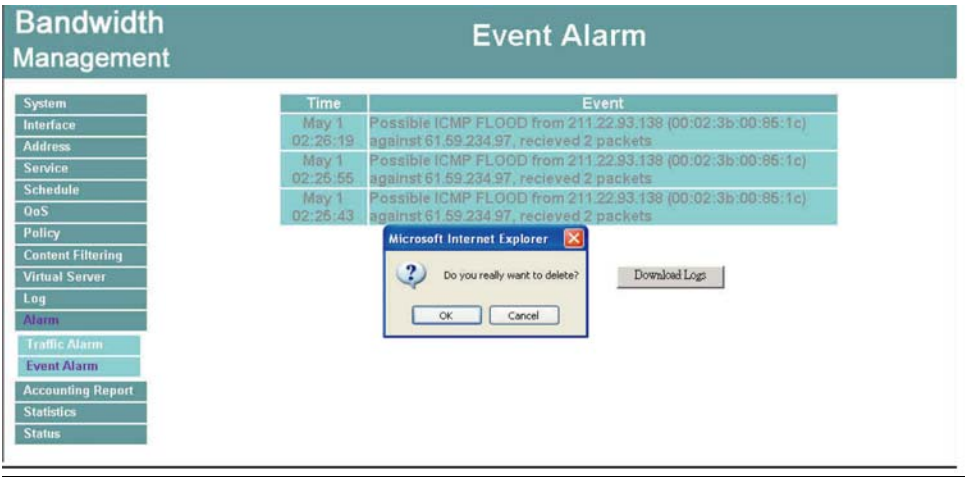 Bandwidth
Management
Event Alarm
System
Interface
Address
Service
Schedule
QoS
Policy
Content Filtering
Virtual Server
Log
Alarm
Traffic Alarm
Event Alarm
Accounting Report
Statistics
Status
Time Event
May 1 02:26:19 Possible ICMP FLOOD from 211.22.93.138 (00:02:3b:00:85:1c)
against 61.59.234.97, recieved 2 packets
May 1 02:25:55 Possible ICMP FLOOD from 211.22.93.138 (00:02:3b:00:85:1c)
against 61.59.234.97, recieved 2 packets
May 1 02:25:43 Possible ICMP FLOOD from 211.22.93.138 (00:02:3b:00:85:1c)
against 61.59.234.97, recieved 2 packets
Microsoft Internet Explorer
Do you really want to delete?
OK Cancel
Download Logs